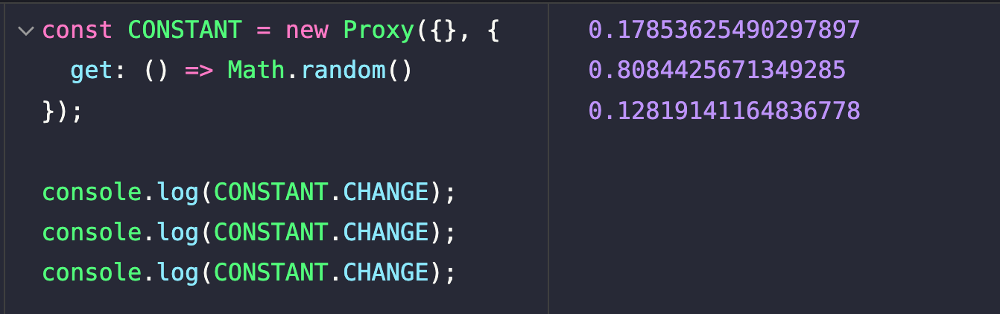 const CONSTANT = new Proxy({}, {
  get: () => Math.random()
});

console.log(CONSTANT.CHANGE);
console.log(CONSTANT.CHANGE);
console.log(CONSTANT.CHANGE);
0.17853625490297897
0.8084425671349285
0.12819141164836778